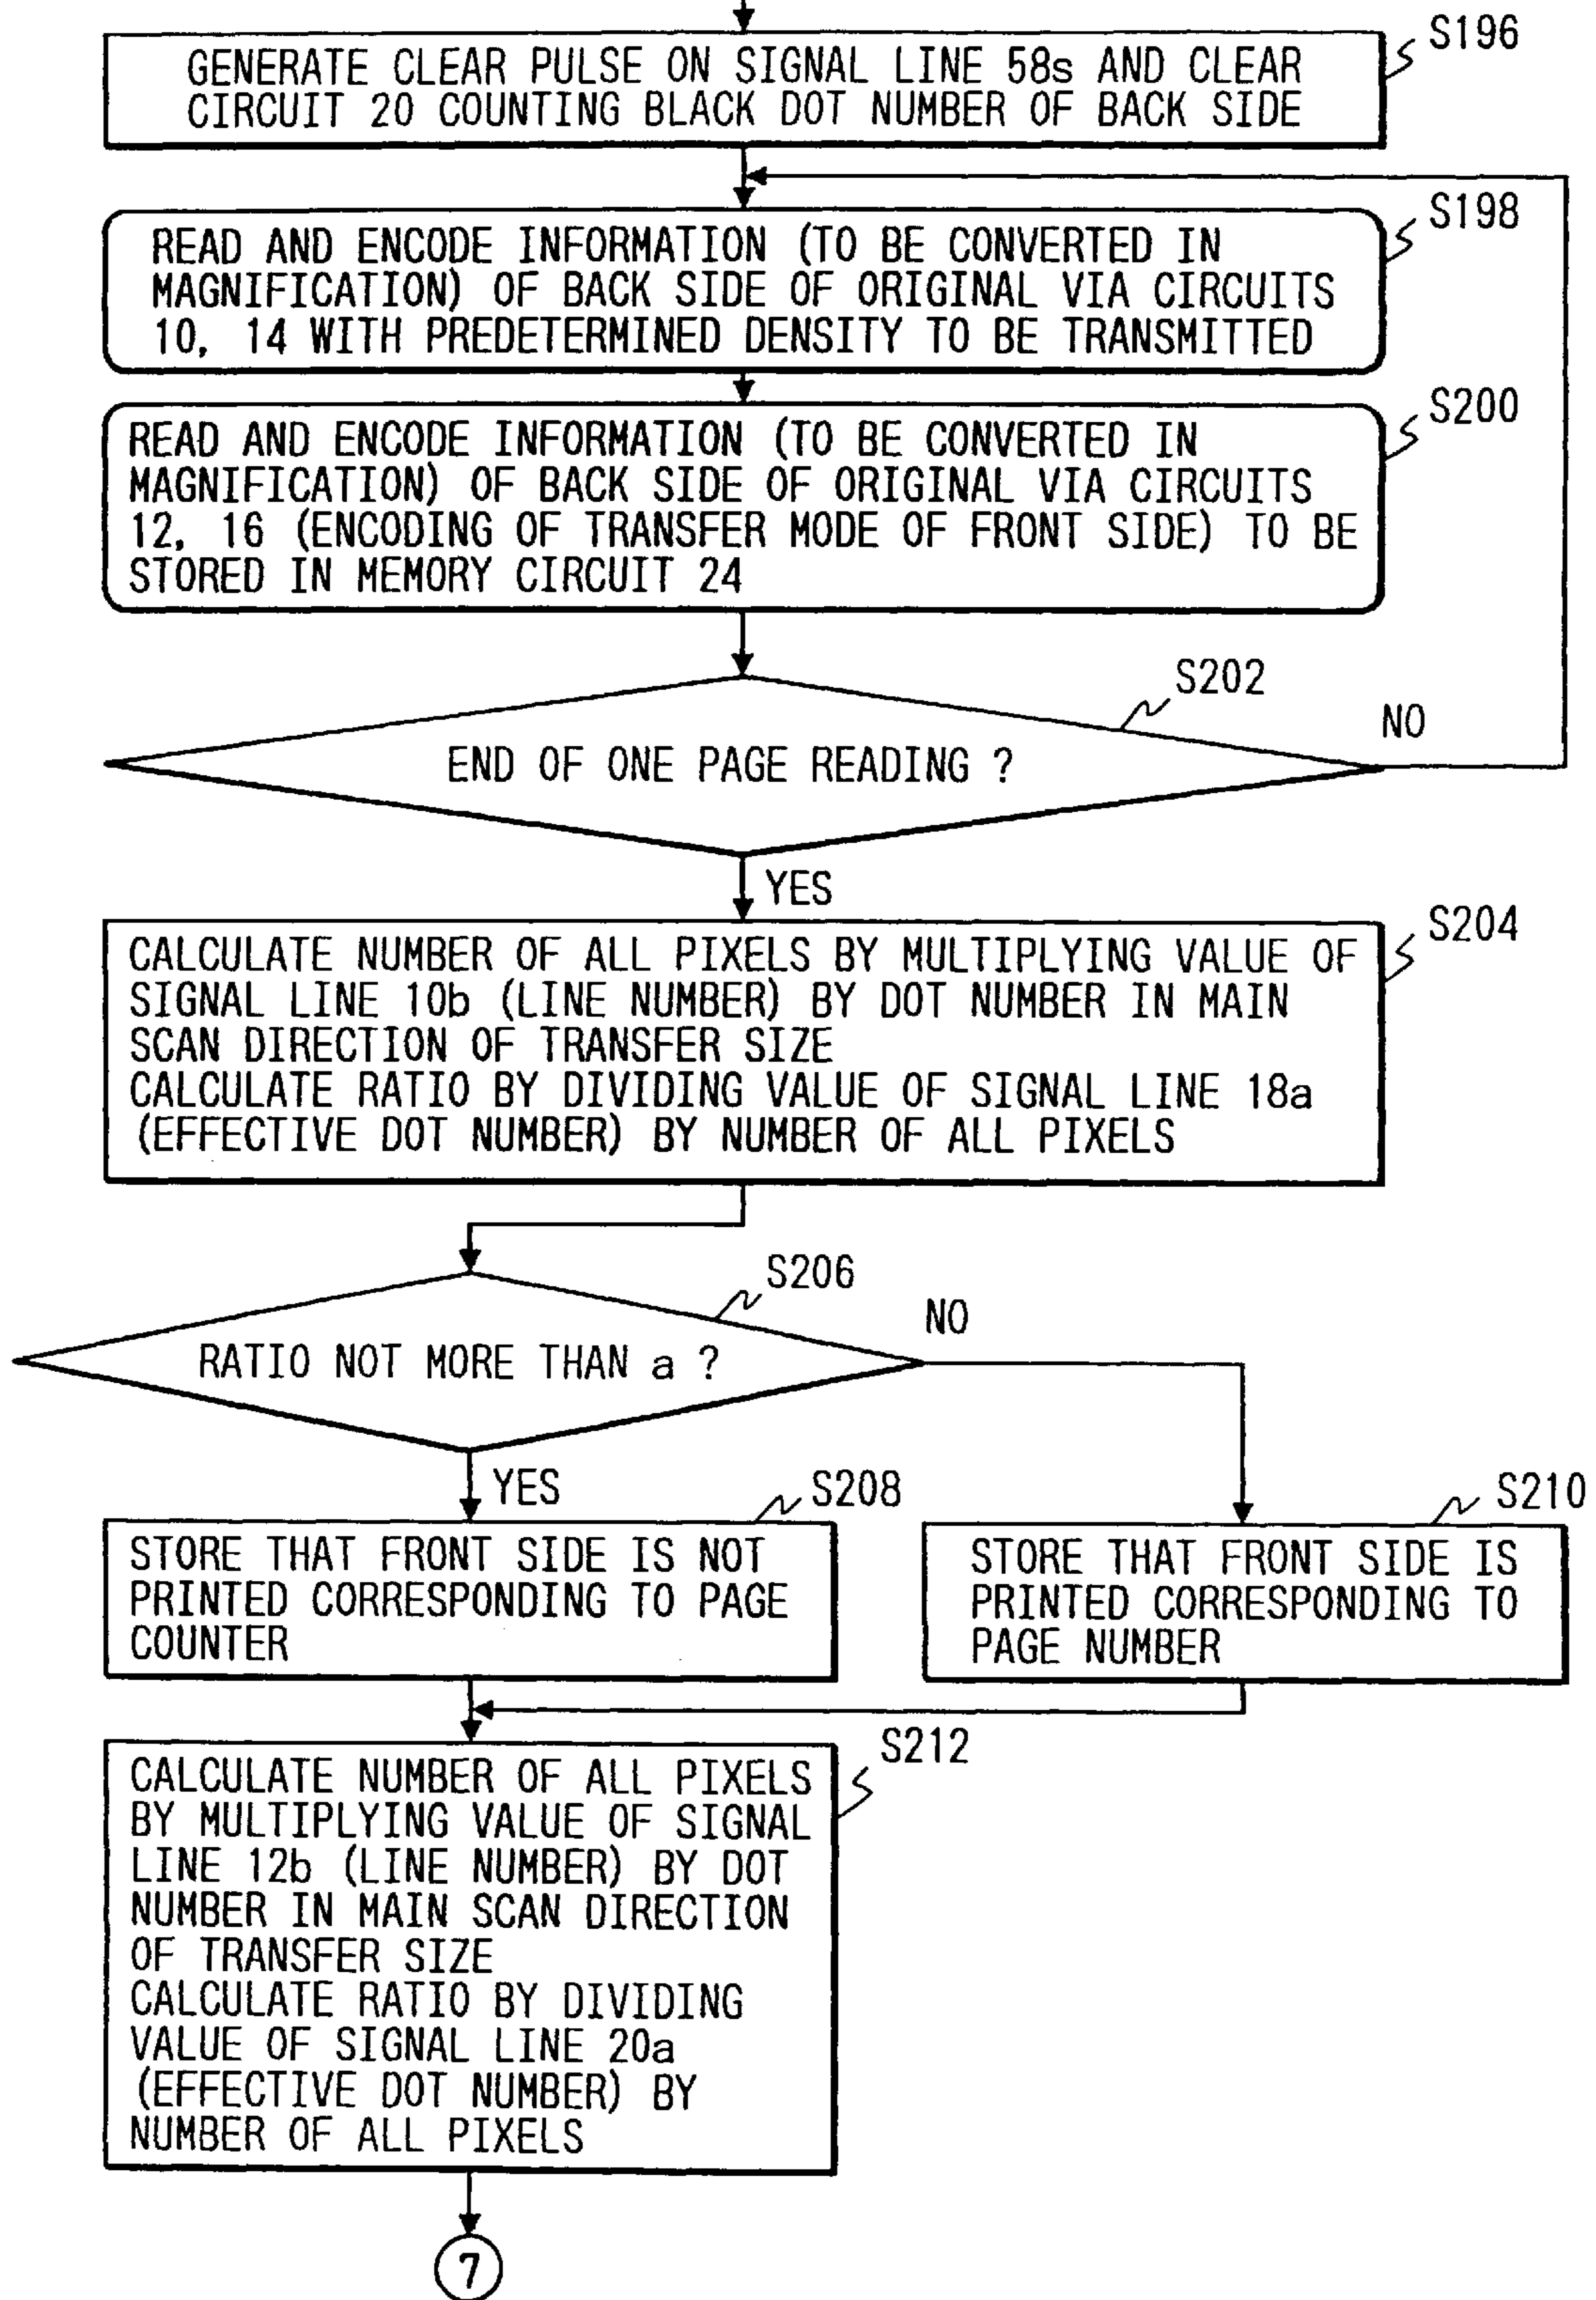 S196
GENERATE CLEAR PULSE ON SIGNAL LINE 58s AND CLEAR
CIRCUIT 20 COUNTING BLACK DOT NUMBER OF BACK SIDE
S198
READ AND ENCODE INFORMATION (TO BE CONVERTED IN
MAGNIFICATION) OF BACK SIDE OF ORIGINAL VIA CIRCUITS
10, 14 WITH PREDETERMINED DENSITY TO BE TRANSMITTED
S200
READ AND ENCODE INFORMATION (TO BE CONVERTED IN
MAGNIFICATION) OF BACK SIDE OF ORIGINAL VIA CIRCUITS
12, 16 (ENCODING OF TRANSFER MODE OF FRONT SIDE) TO BE
STORED IN MEMORY CIRCUIT 24
S202
NO
END OF ONE PAGE READING ?
YES
S204
CALCULATE NUMBER OF ALL PIXELS BY MULTIPLYING VALUE OF
SIGNAL LINE 10b (LINE NUMBER) BY DOT NUMBER IN MAIN
SCAN DIRECTION OF TRANSFER SIZE
CALCULATE RATIO BY DIVIDING VALUE OF SIGNAL LINE 18a
(EFFECTIVE DOT NUMBER) BY NUMBER OF ALL PIXELS
S206
NO
RATIO NOT MORE THAN a ?
YES
S208
STORE THAT FRONT SIDE IS NOT
PRINTED CORRESPONDING TO PAGE
COUNTER
S210
STORE THAT FRONT SIDE IS
PRINTED CORRESPONDING TO
PAGE NUMBER
S212
CALCULATE NUMBER OF ALL PIXELS
BY MULTIPLYING VALUE OF SIGNAL
LINE 12b (LINE NUMBER) BY DOT
NUMBER IN MAIN SCAN DIRECTION
OF TRANSFER SIZE
CALCULATE RATIO BY DIVIDING
VALUE OF SIGNAL LINE 20a
(EFFECTIVE DOT NUMBER) BY
NUMBER OF ALL PIXELS
7